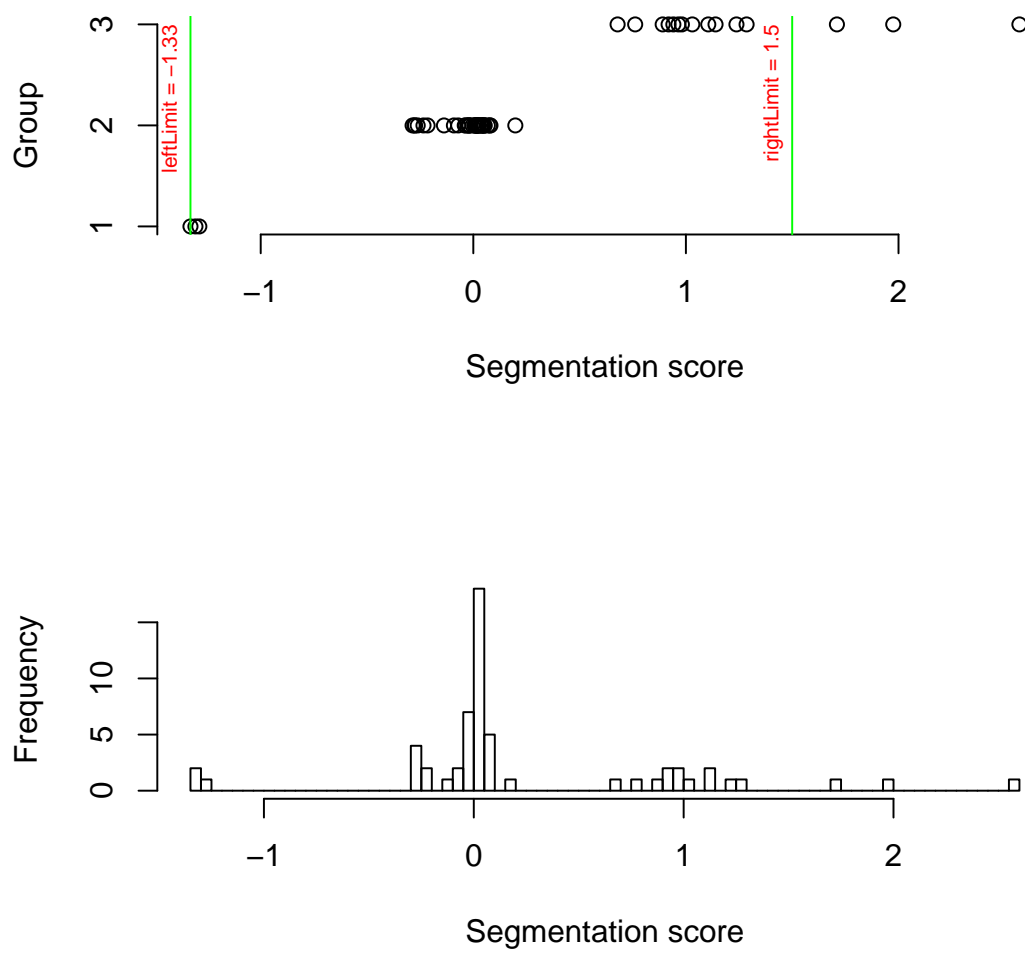 3
2
1
Group
leftLimit = −1.33
rightLimit = 1.5
−1 0 1 2
Segmentation score
10
5
0
Frequency
−1 0 1 2
Segmentation score